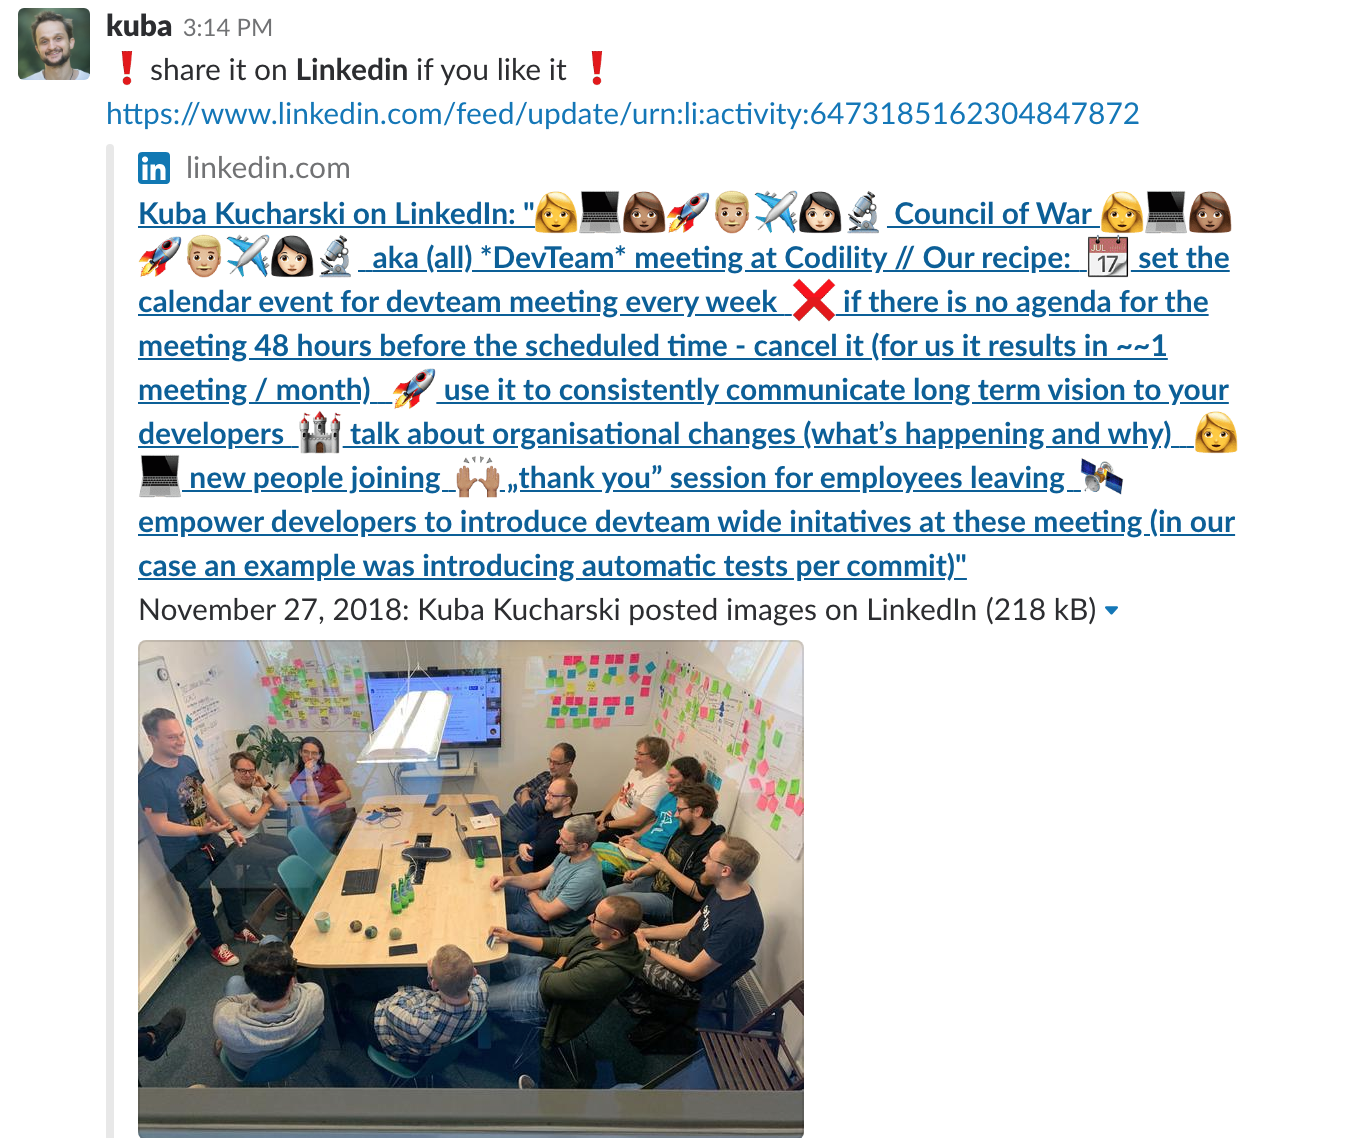 kuba 3:14 PM
❗ share it on Linkedin if you like it ❗
https://www.linkedin.com/feed/update/urn:li:activity:6473185162304847872
in linkedin.com
Kuba Kucharski on LinkedIn: "👩💻👩🏽🚀👨🏼✈️👩🏻🔬 Council of War 👩💻👩🏽
🚀👨🏼✈️👩🏻🔬 aka (all) *DevTeam* meeting at Codility // Our recipe: 📅 set the
calendar event for devteam meeting every week ❌ if there is no agenda for the
meeting 48 hours before the scheduled time - cancel it (for us it results in ~~1
meeting / month) 🚀 use it to consistently communicate long term vision to your
developers 🏰 talk about organisational changes (what’s happening and why) 👩
💻 new people joining 🙌🏽 „thank you” session for employees leaving 🛰
empower developers to introduce devteam wide initatives at these meeting (in our
case an example was introducing automatic tests per commit)"
November 27, 2018: Kuba Kucharski posted images on LinkedIn (218 kB)